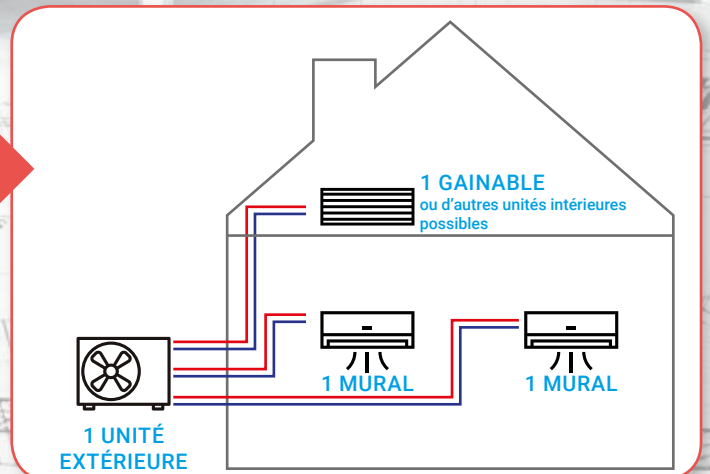 1 GAINABLE
ou d'autres unités intérieures
possibles
1 MURAL
1 MURAL
1 UNITÉ
EXTÉRIEURE